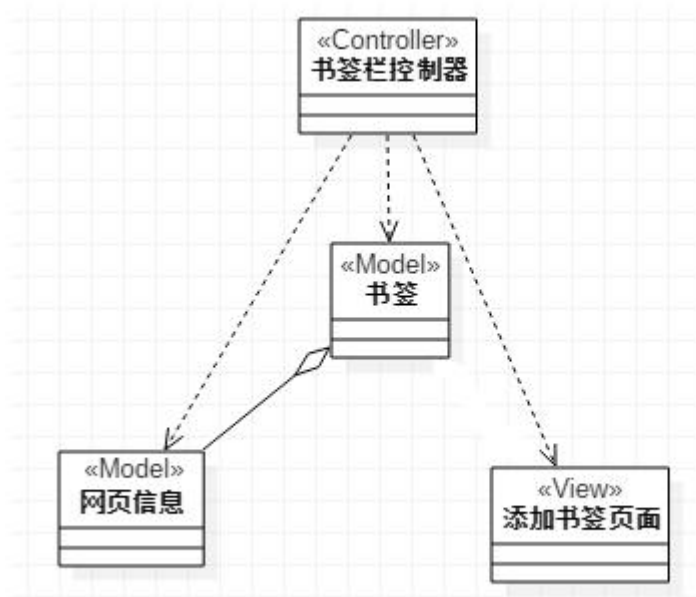 «Controller»
书签栏控制器
«Model»
书签
«Model»
网页信息
«View»
添加书签页面